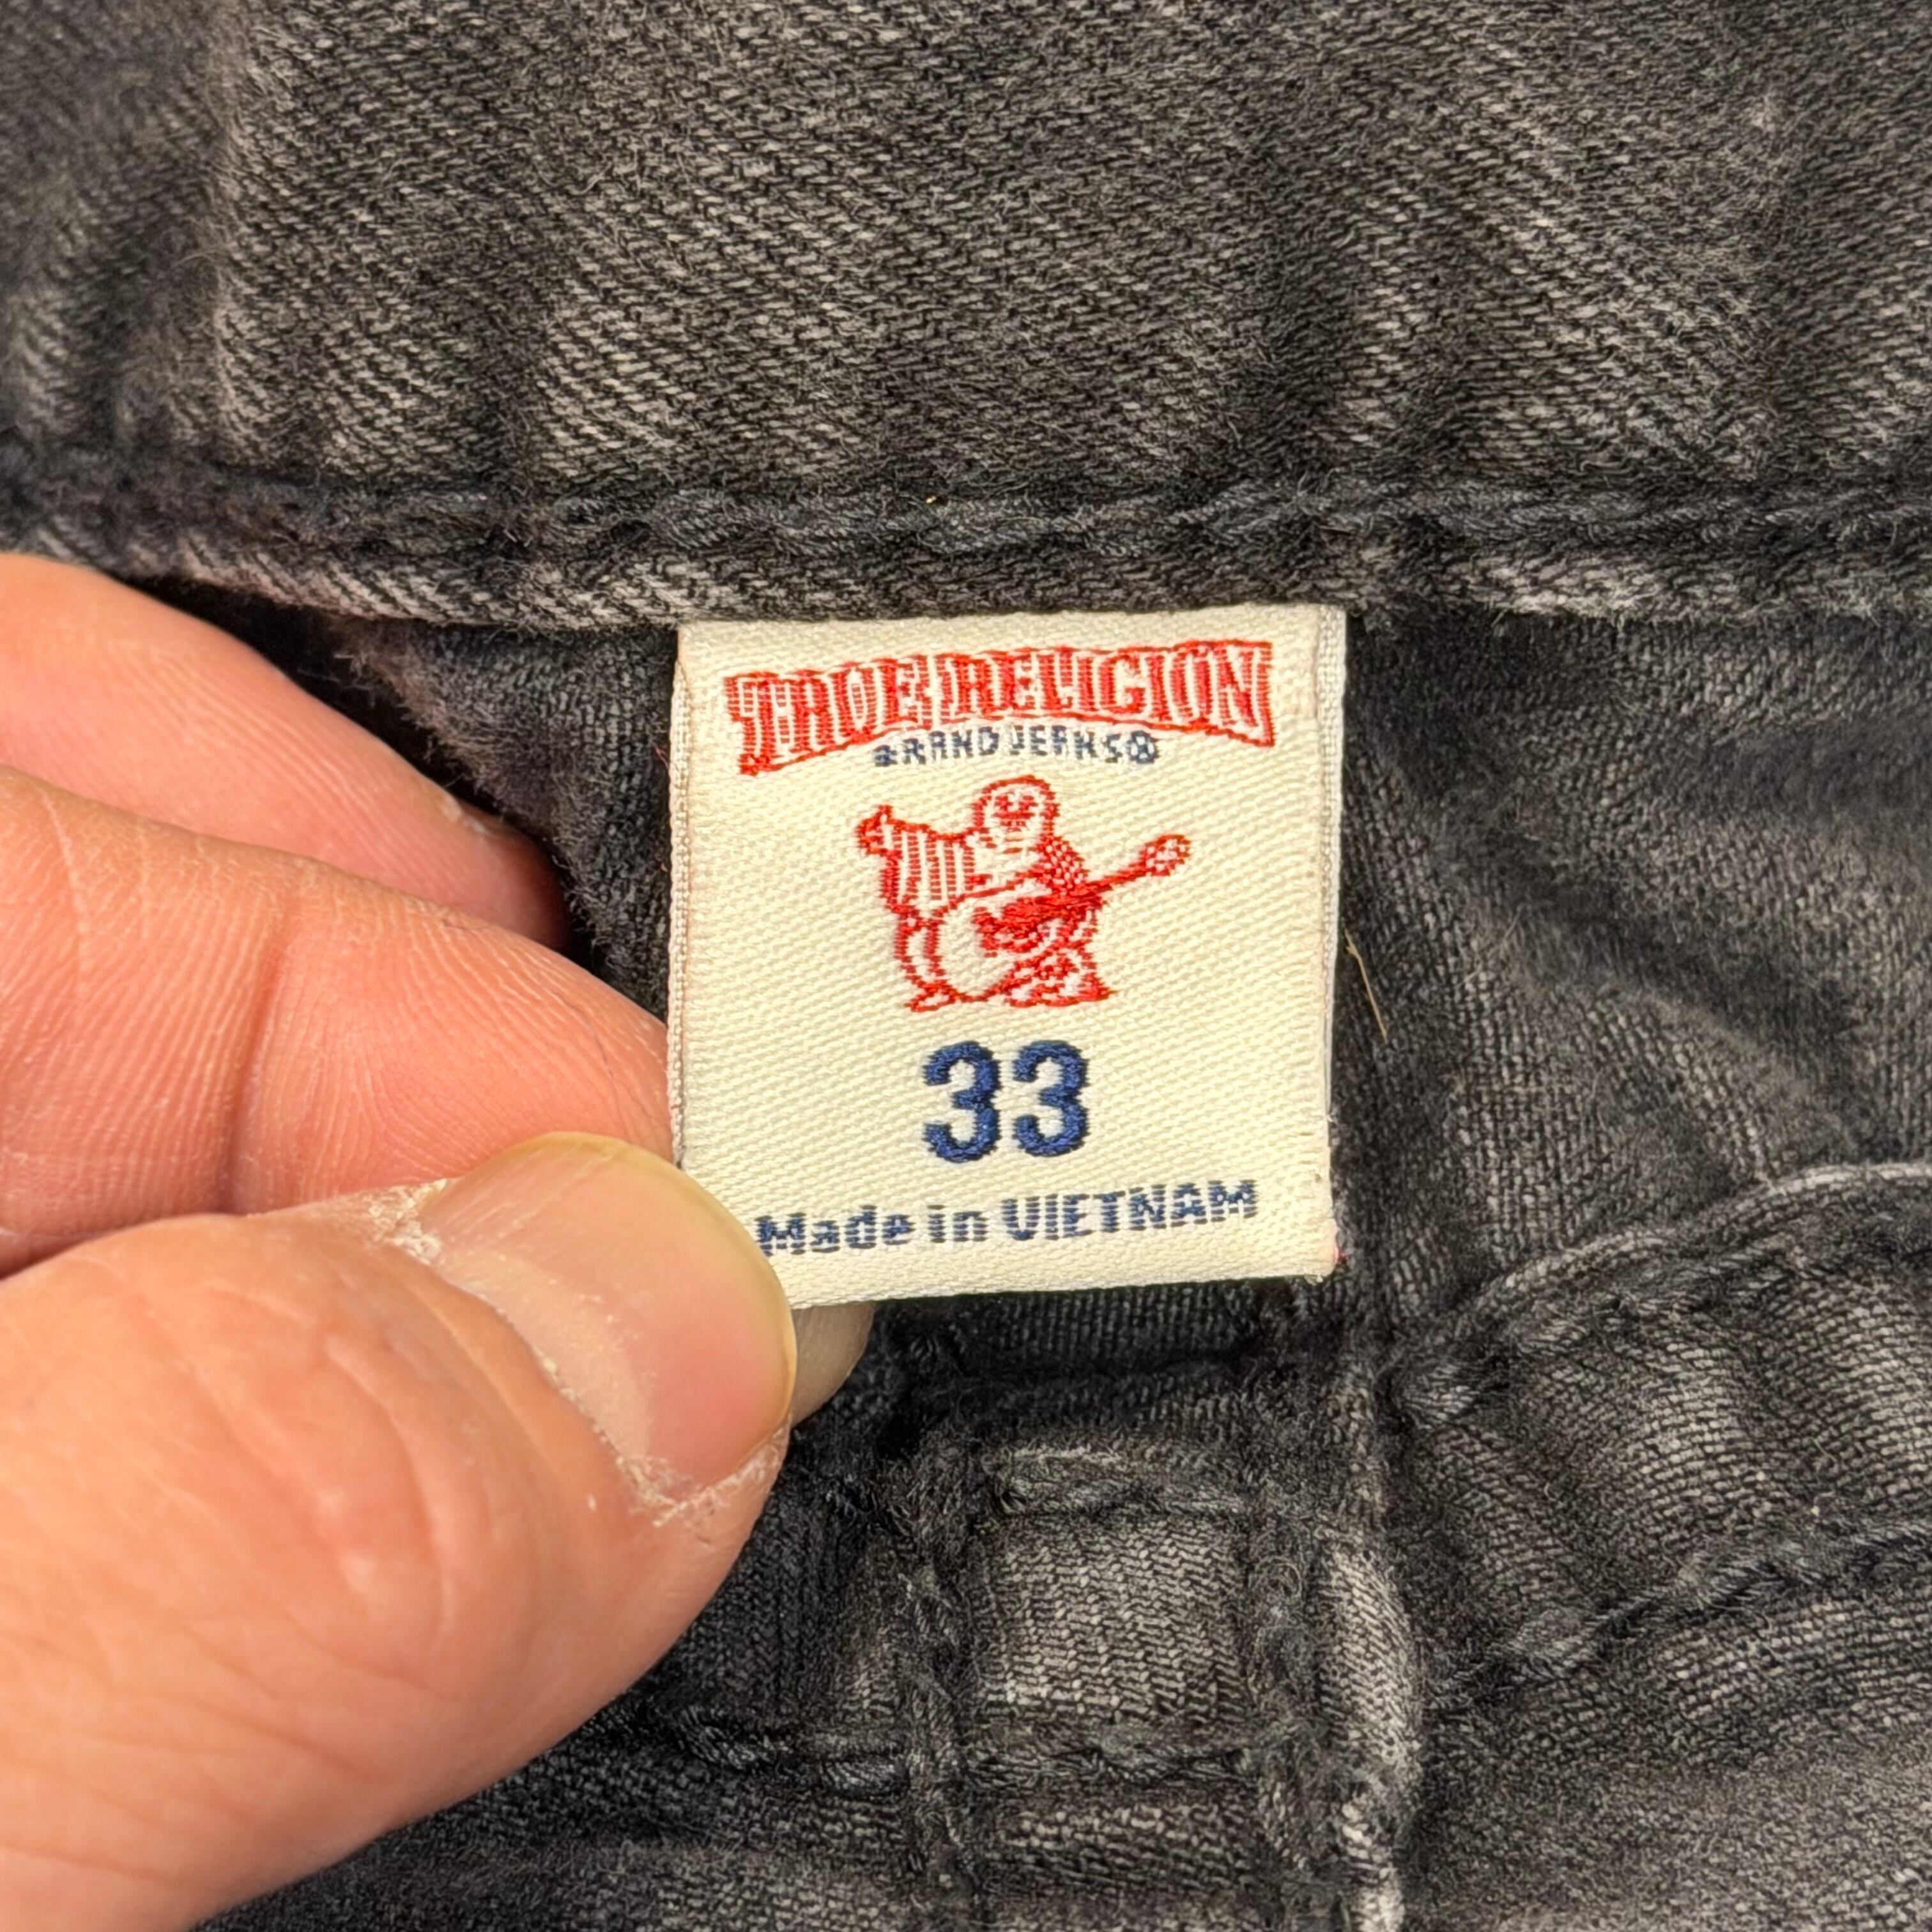 TRUE RELIGION
BRAND JEANS®
33
Made in VIETNAM